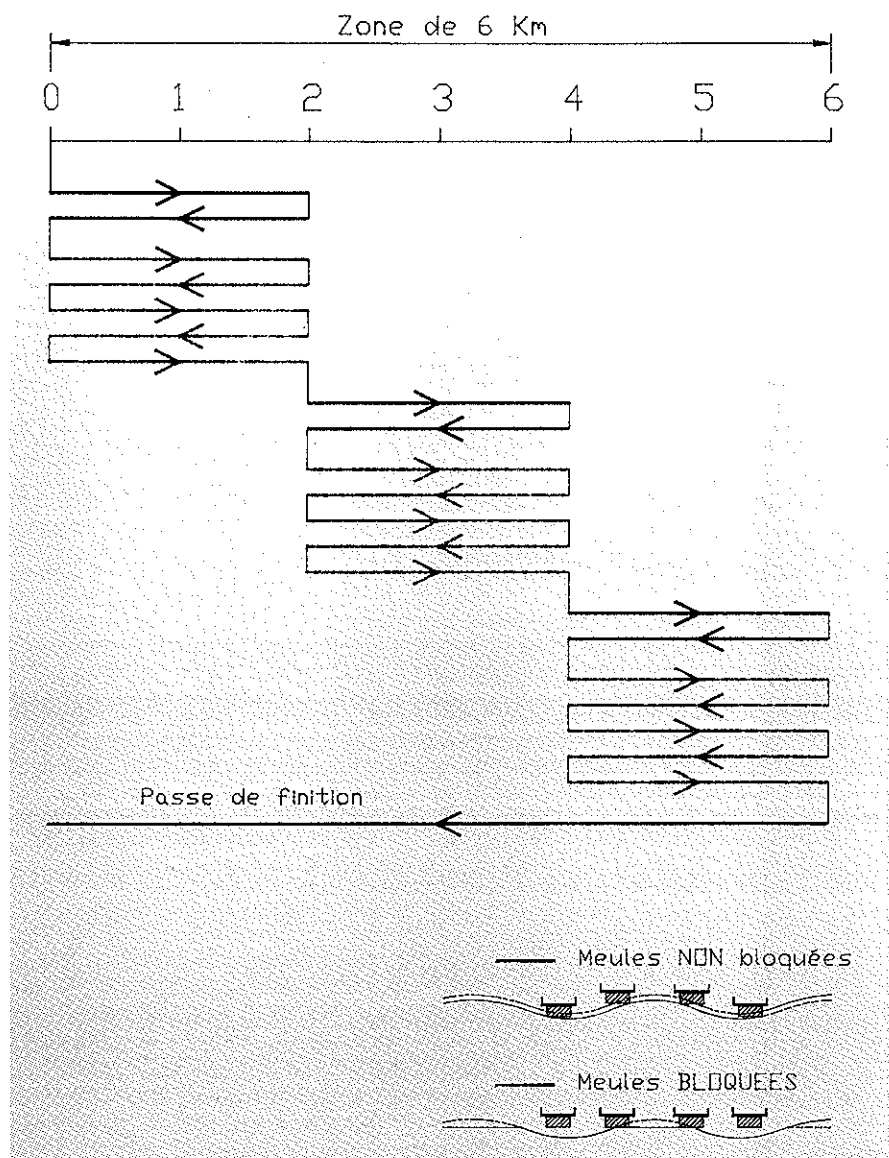 Zone de 6 Km
0 1 2 3 4 5 6
Passe de finition
Meules NON bloquées
Meules BLOQUEES